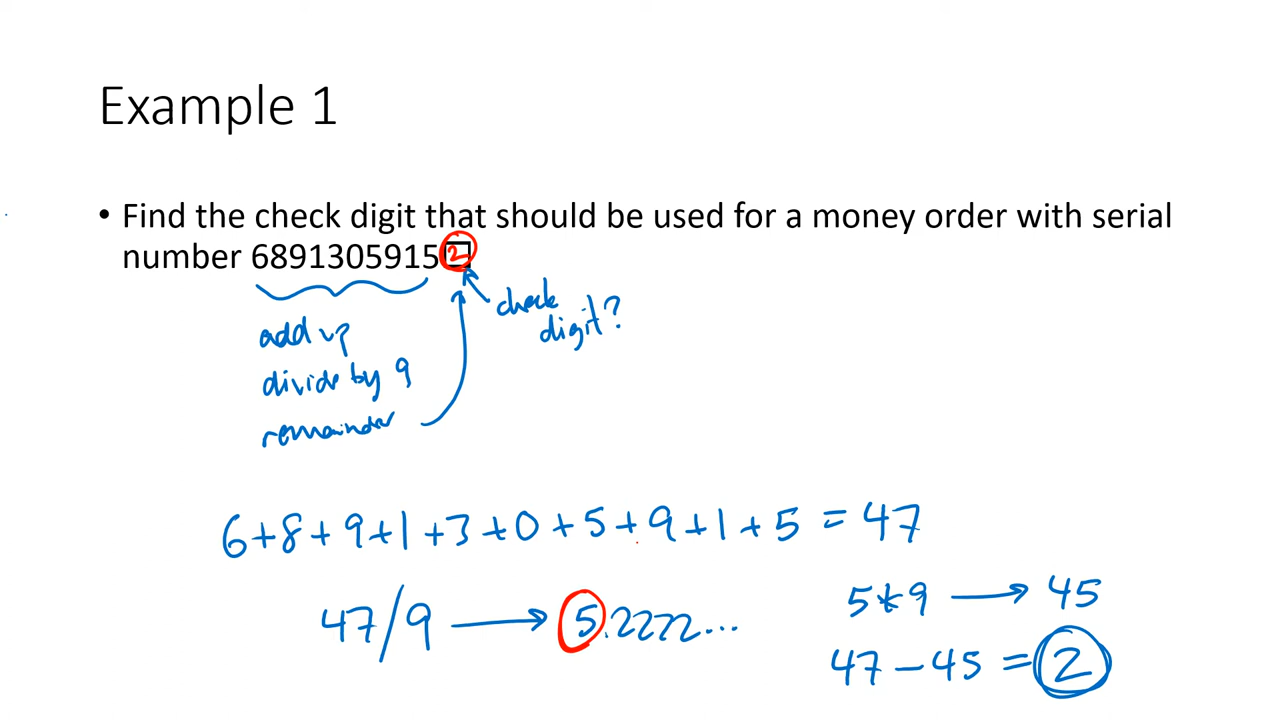 Example 1
• Find the check digit that should be used for a money order with serial
number 6891305915 2
check
digit?
add up
divide by 9
remainder
6+8+9+1+3+0+5+9+1+5 = 47
47/9 → 5.2222...
5*9 → 45
47-45 = 2